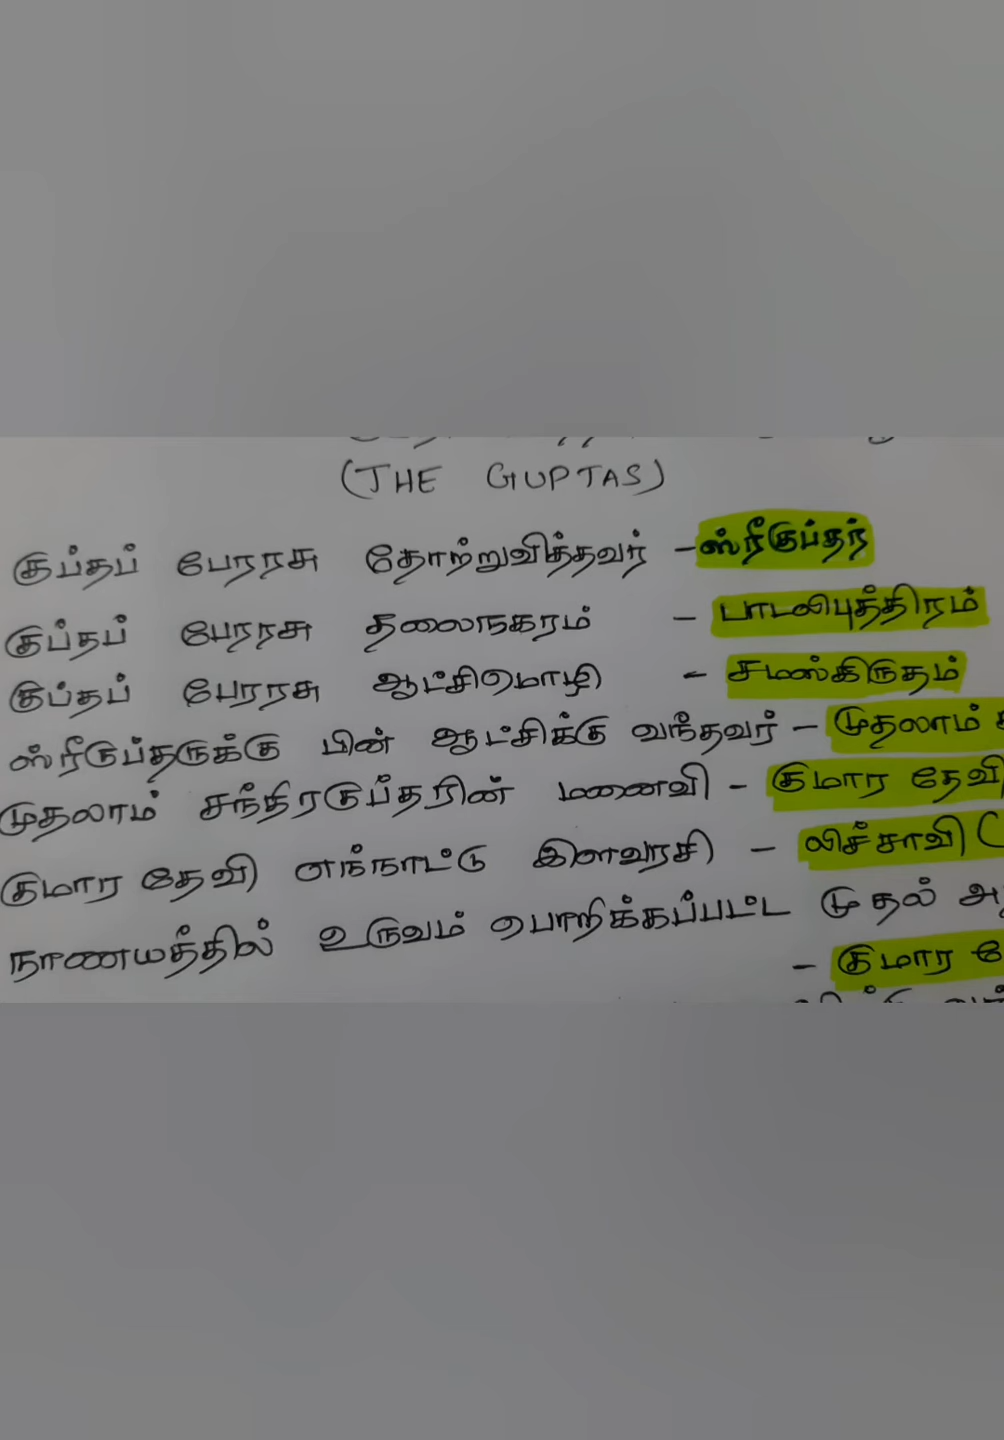 (THE GUPTAS)
குப்தப் பேரரசு தோற்றுவித்தவர் - ஸ்ரீகுப்தர்
குப்தப் பேரரசு தலைநகரம் - பாடலிபுத்திரம்
குப்தப் பேரரசு ஆட்சிமொழி - சமஸ்கிருதம்
ஸ்ரீகுப்தருக்கு பின் ஆட்சிக்கு வந்தவர் - முதலாம்
முதலாம் சந்திரகுப்தரின் மனைவி - குமார தேவி
குமார தேவி எந்நாட்டு இளவரசி - லிச்சாவி (
நாணயத்தில் உருவம் பொறிக்கப்பட்ட முதல்
- குமார